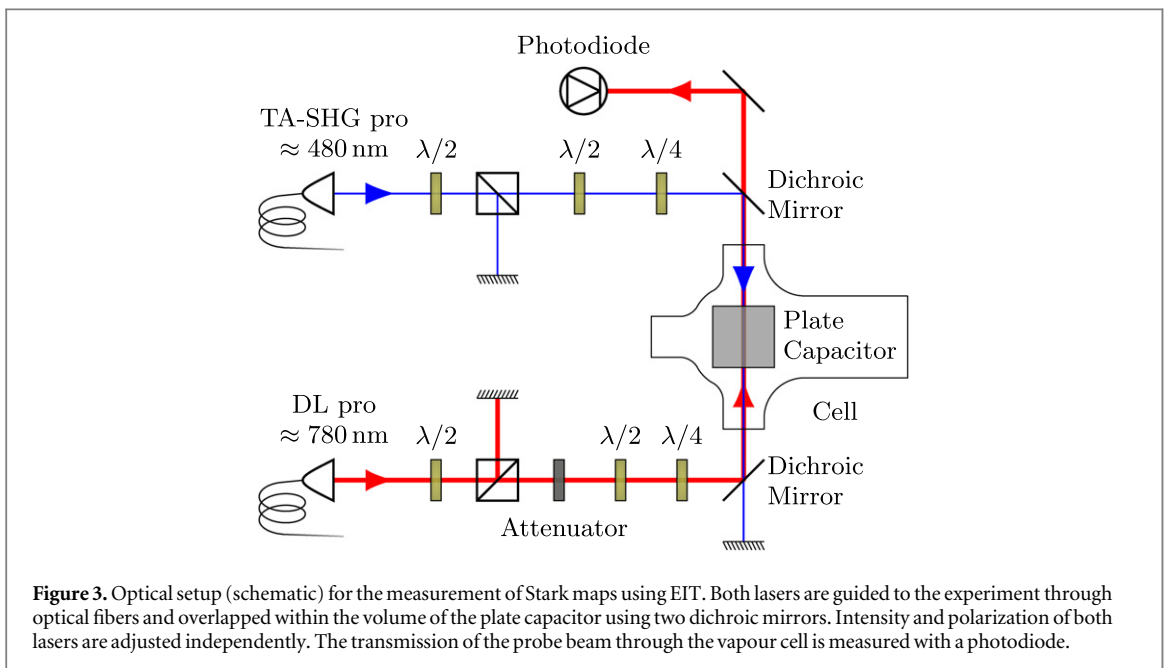 Photodiode
TA-SHG pro
≈ 480 nm
λ/2
λ/2
λ/4
Dichroic
Mirror
Plate
Capacitor
Cell
DL pro
≈ 780 nm
λ/2
λ/2
λ/4
Attenuator
Dichroic
Mirror
Figure 3. Optical setup (schematic) for the measurement of Stark maps using EIT. Both lasers are guided to the experiment through
optical fibers and overlapped within the volume of the plate capacitor using two dichroic mirrors. Intensity and polarization of both
lasers are adjusted independently. The transmission of the probe beam through the vapour cell is measured with a photodiode.